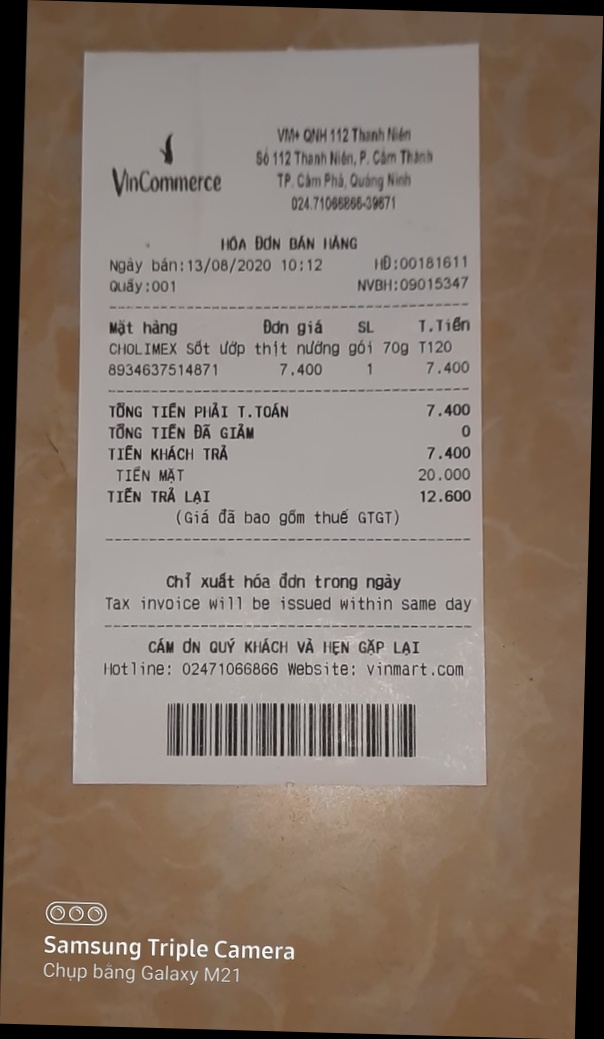 VinCommerce
VM+ QNH 112 Thanh Niên
Số 112 Thanh Niên, P. Cẩm Thành
TP. Cẩm Phả, Quảng Ninh
024.71066866-39671
HÓA ĐƠN BÁN HÀNG
Ngày bán:13/08/2020 10:12 HĐ:00181611
Quầy:001 NVBH:09015347
Mặt hàng Đơn giá SL T.Tiền
CHOLIMEX Sốt ướp thịt nướng gói 70g T120
8934637514871 7.400 1 7.400
TỔNG TIỀN PHẢI T.TOÁN 7.400
TỔNG TIỀN ĐÃ GIẢM 0
TIỀN KHÁCH TRẢ 7.400
TIỀN MẶT 20.000
TIỀN TRẢ LẠI 12.600
(Giá đã bao gồm thuế GTGT)
Chỉ xuất hóa đơn trong ngày
Tax invoice will be issued within same day
CẢM ƠN QUÝ KHÁCH VÀ HẸN GẶP LẠI
Hotline: 02471066866 Website: vinmart.com
Samsung Triple Camera
Chụp bằng Galaxy M21